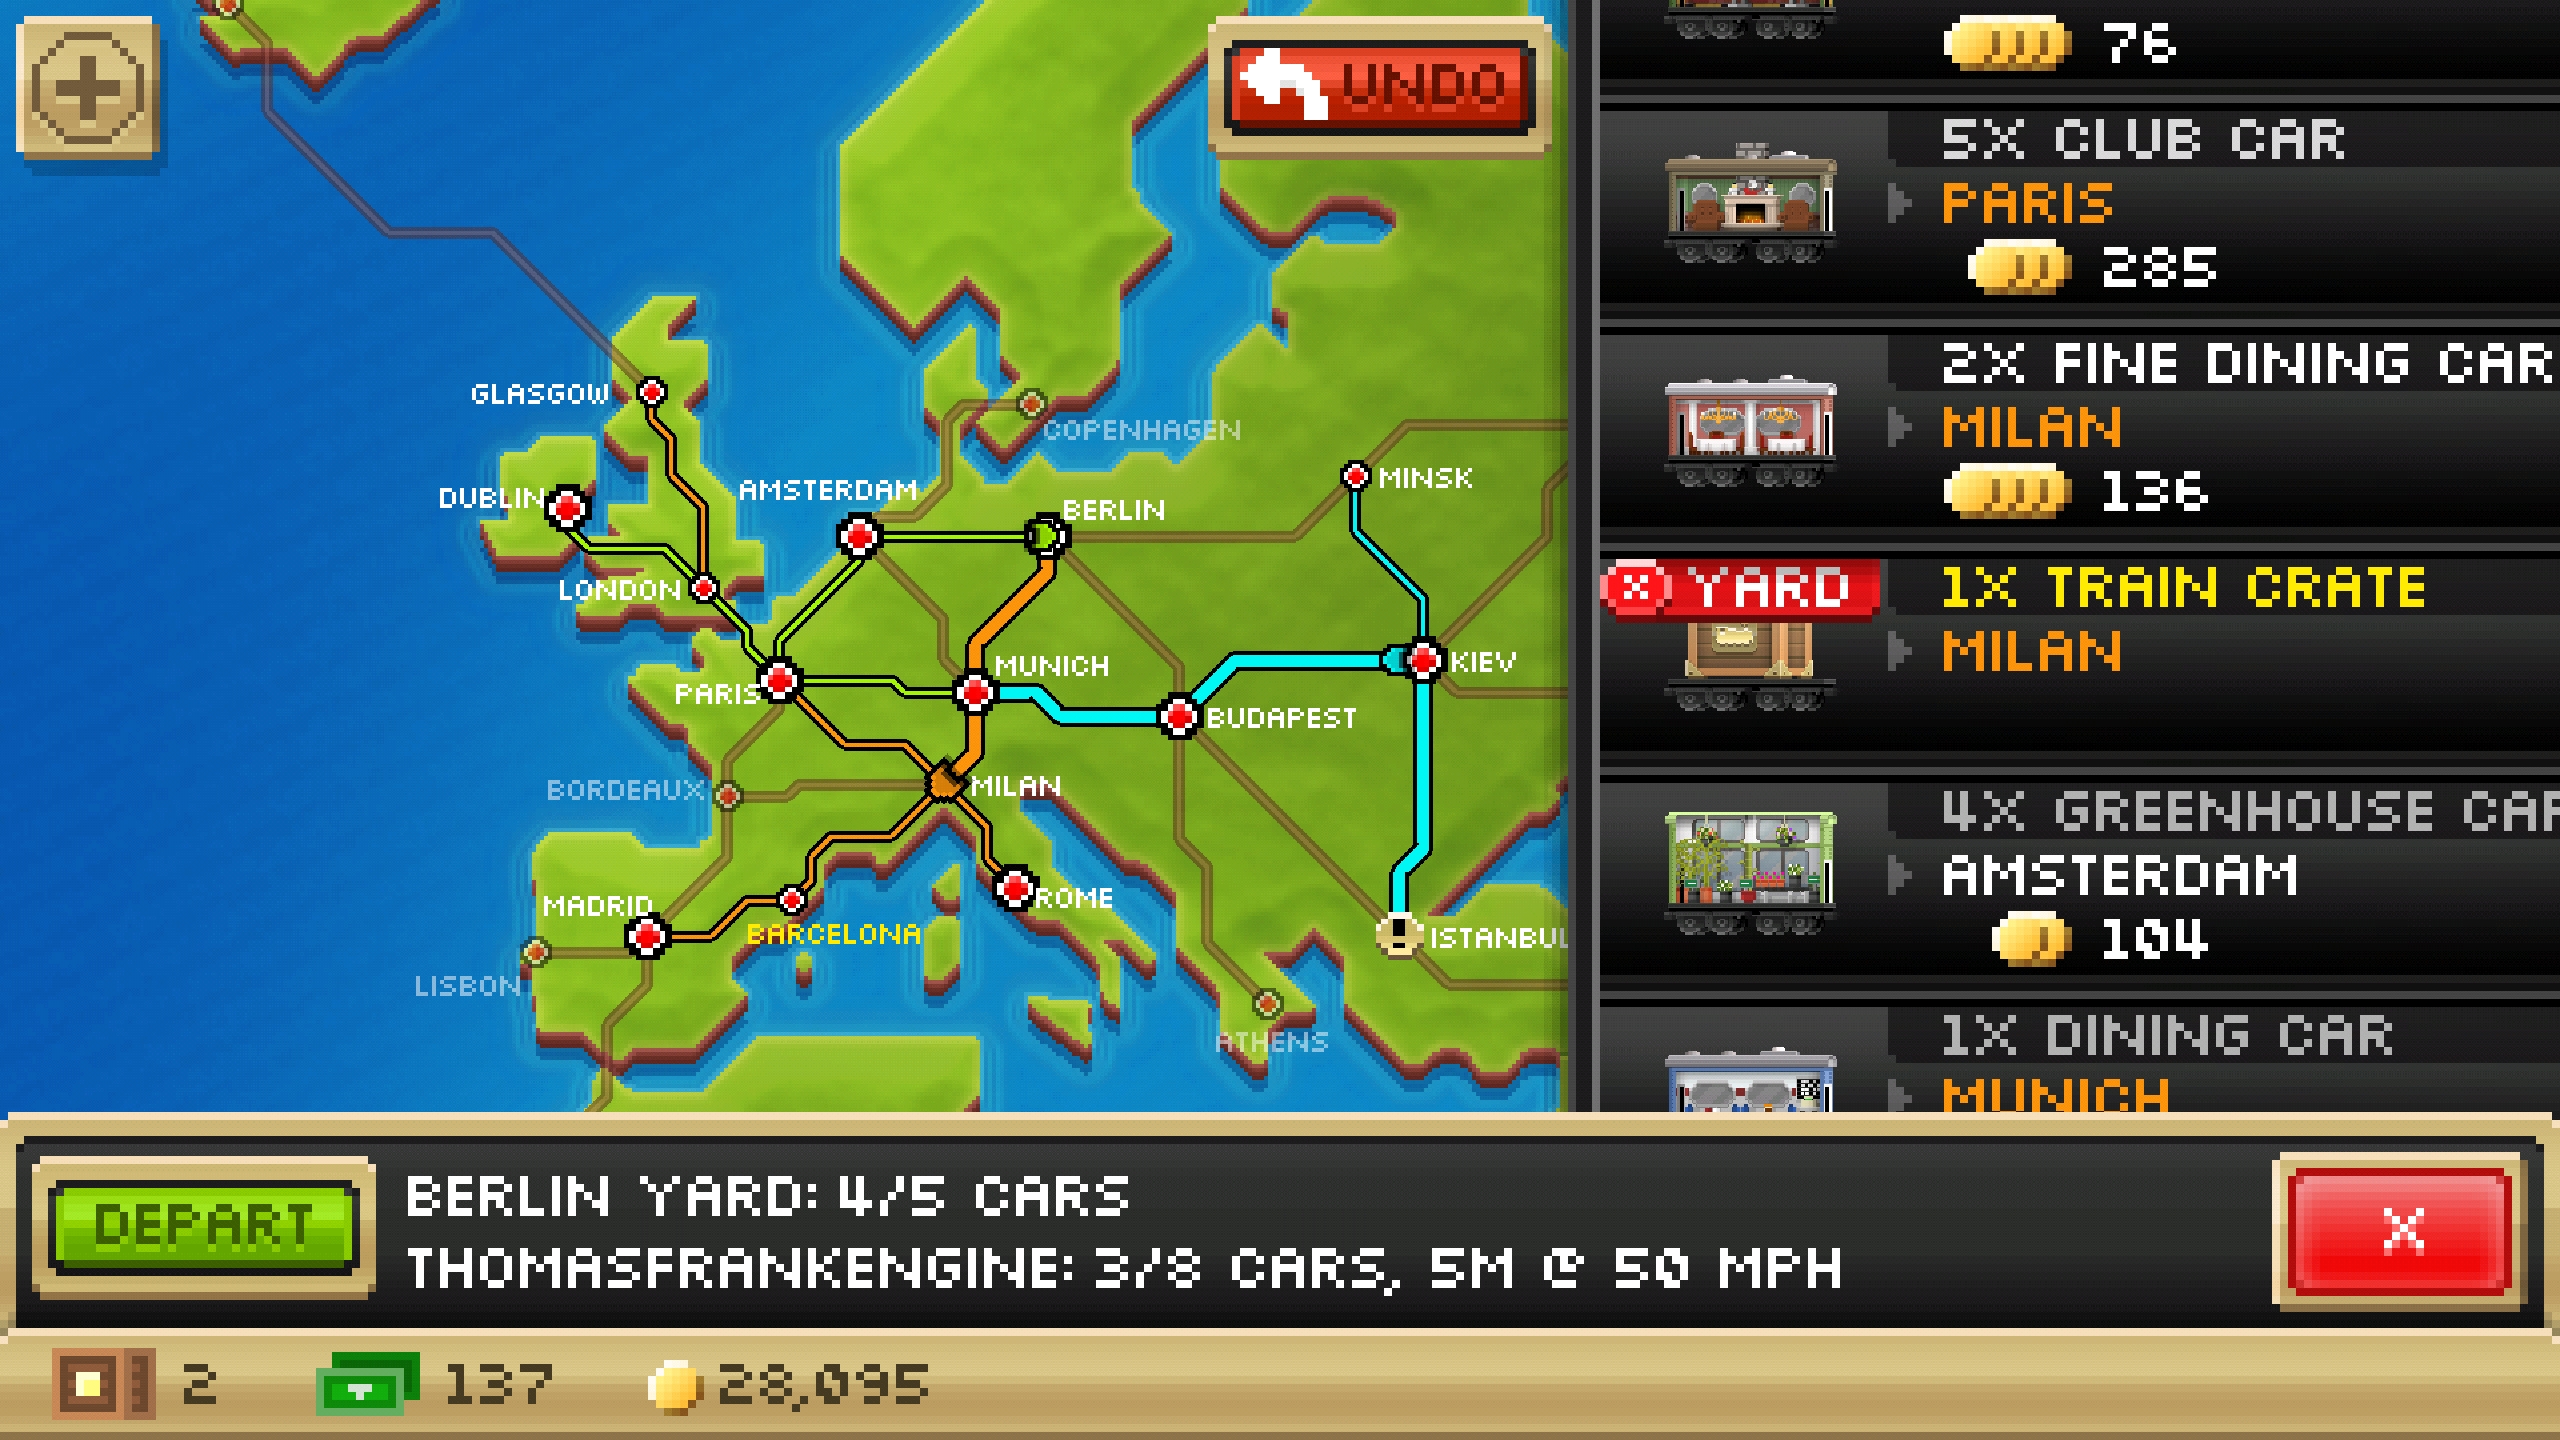 UNDO
GLASGOW
COPENHAGEN
DUBLIN
AMSTERDAM
BERLIN
MINSK
LONDON
PARIS
MUNICH
KIEV
BUDAPEST
BORDEAUX
MILAN
MADRID
BARCELONA
ROME
ISTANBUL
LISBON
ATHENS
76
5X CLUB CAR
PARIS
285
2X FINE DINING CAR
MILAN
136
X YARD
1X TRAIN CRATE
MILAN
4X GREENHOUSE CAR
AMSTERDAM
104
1X DINING CAR
MUNICH
DEPART
BERLIN YARD: 4/5 CARS
THOMASFRANKENGINE: 3/8 CARS, 5M @ 50 MPH
X
2
137
28,095